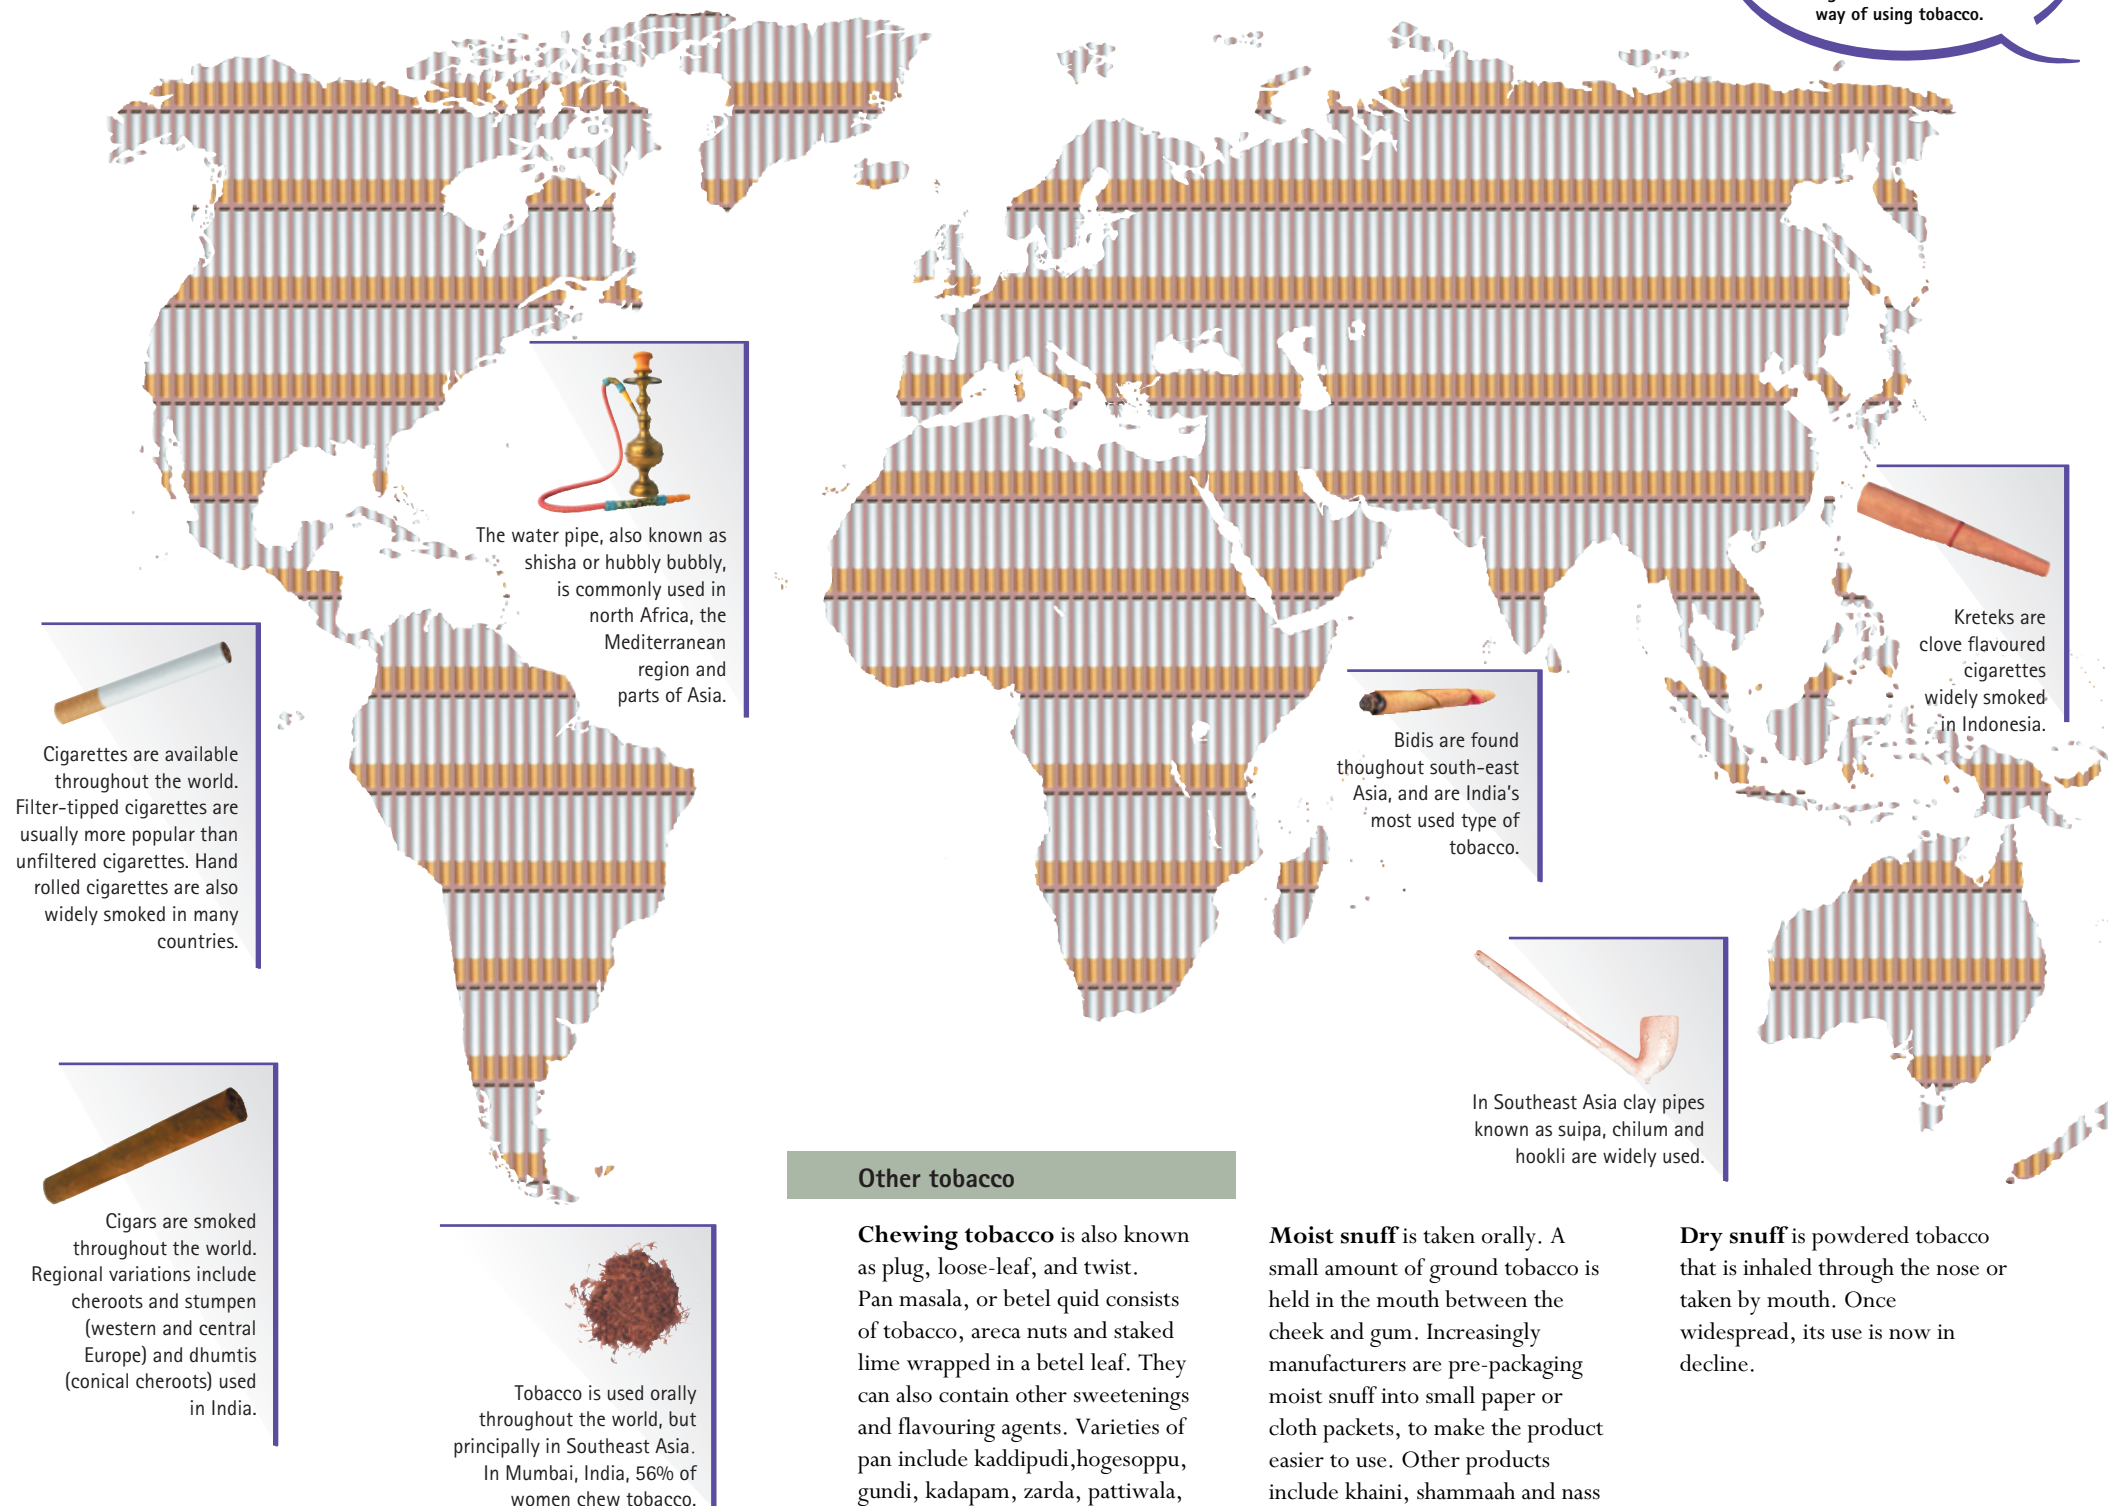 way of using tobacco.
The water pipe, also known as
shisha or hubbly bubbly,
is commonly used in
north Africa, the
Mediterranean
region and
parts of Asia.
Kreteks are
clove flavoured
cigarettes
widely smoked
in Indonesia.
Cigarettes are available
throughout the world.
Filter-tipped cigarettes are
usually more popular than
unfiltered cigarettes. Hand
rolled cigarettes are also
widely smoked in many
countries.
Bidis are found
thoughout south-east
Asia, and are India's
most used type of
tobacco.
In Southeast Asia clay pipes
known as suipa, chilum and
hookli are widely used.
Cigars are smoked
throughout the world.
Regional variations include
cheroots and stumpen
(western and central
Europe) and dhumtis
(conical cheroots) used
in India.
Tobacco is used orally
throughout the world, but
principally in Southeast Asia.
In Mumbai, India, 56% of
women chew tobacco.
Other tobacco
Chewing tobacco is also known
as plug, loose-leaf, and twist.
Pan masala, or betel quid consists
of tobacco, areca nuts and staked
lime wrapped in a betel leaf. They
can also contain other sweetenings
and flavouring agents. Varieties of
pan include kaddipudi,hogesoppu,
gundi, kadapam, zarda, pattiwala,
Moist snuff is taken orally. A
small amount of ground tobacco is
held in the mouth between the
cheek and gum. Increasingly
manufacturers are pre-packaging
moist snuff into small paper or
cloth packets, to make the product
easier to use. Other products
include khaini, shammaah and nass
Dry snuff is powdered tobacco
that is inhaled through the nose or
taken by mouth. Once
widespread, its use is now in
decline.